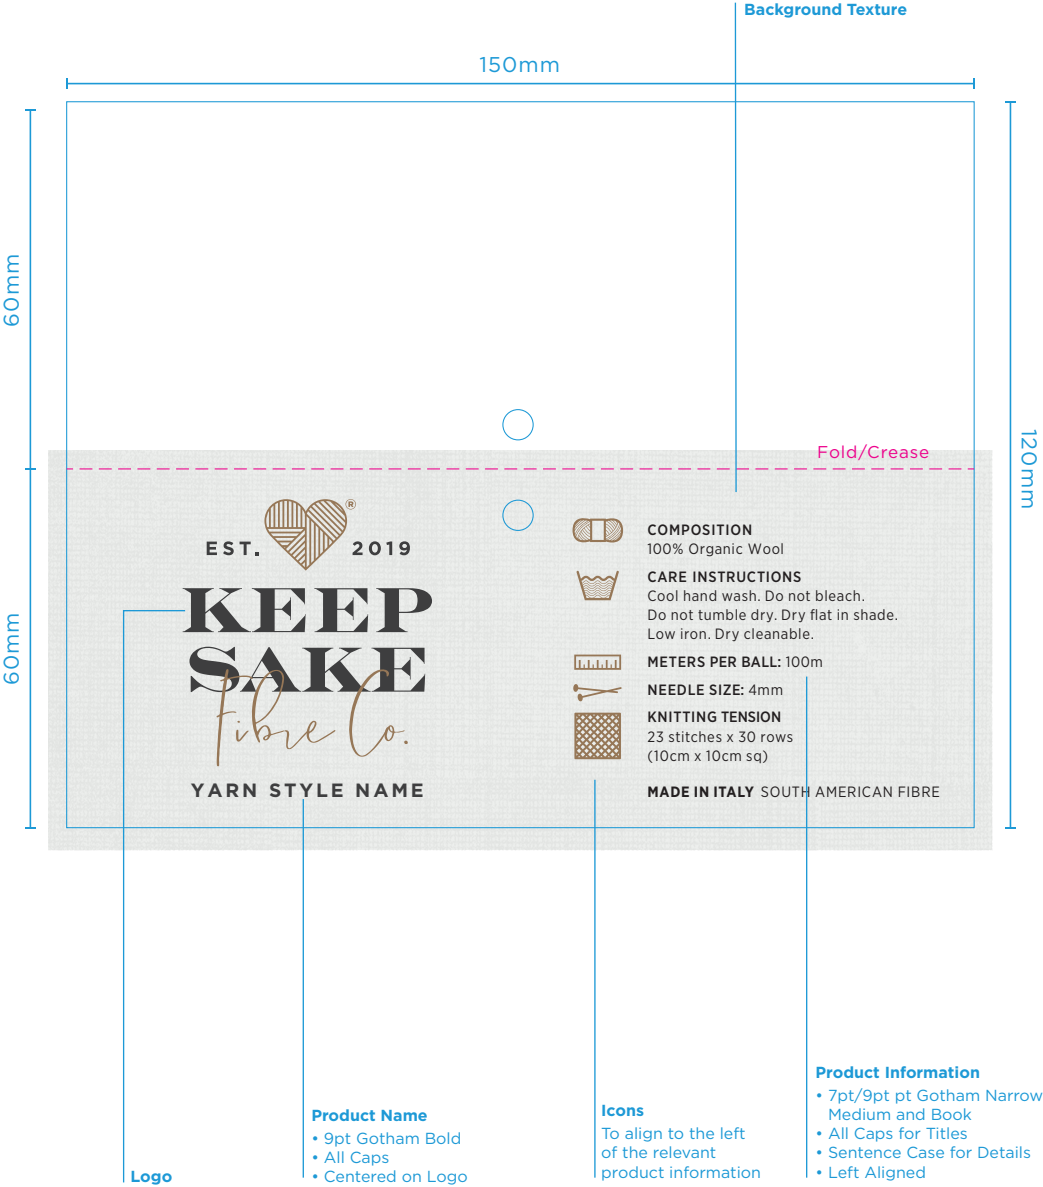 Background Texture
150mm
60mm
120mm
Fold/Crease
®
EST. 2019
KEEP
SAKE
Fibre Co.
YARN STYLE NAME
60mm
COMPOSITION
100% Organic Wool
CARE INSTRUCTIONS
Cool hand wash. Do not bleach.
Do not tumble dry. Dry flat in shade.
Low iron. Dry cleanable.
METERS PER BALL: 100m
NEEDLE SIZE: 4mm
KNITTING TENSION
23 stitches x 30 rows
(10cm x 10cm sq)
MADE IN ITALY SOUTH AMERICAN FIBRE
Logo
Product Name
• 9pt Gotham Bold
• All Caps
• Centered on Logo
Icons
To align to the left
of the relevant
product information
Product Information
• 7pt/9pt pt Gotham Narrow
Medium and Book
• All Caps for Titles
• Sentence Case for Details
• Left Aligned